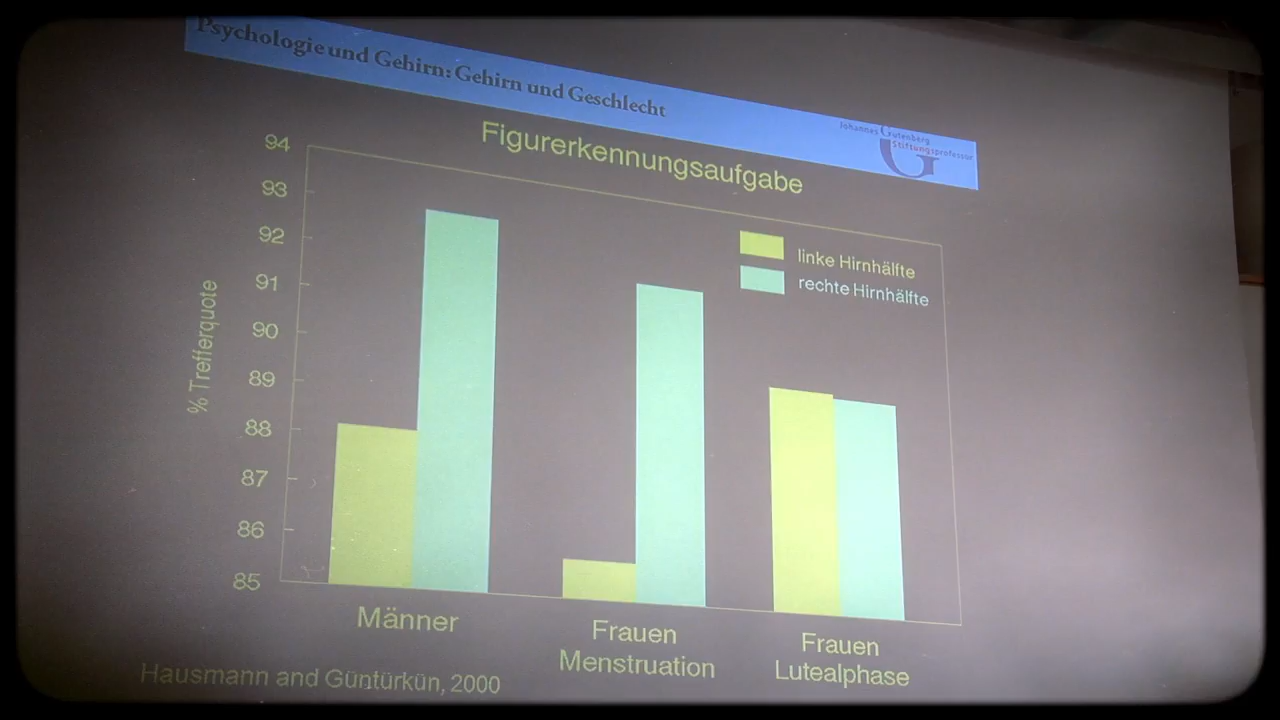 Psychologie und Gehirn: Gehirn und Geschlecht
Johannes Gutenberg
Stiftungsprofessur
Figurerkennungsaufgabe
94
93
92
91
90
89
88
87
86
85
% Trefferquote
linke Hirnhälfte
rechte Hirnhälfte
Männer
Frauen
Menstruation
Frauen
Lutealphase
Hausmann and Güntürkün, 2000